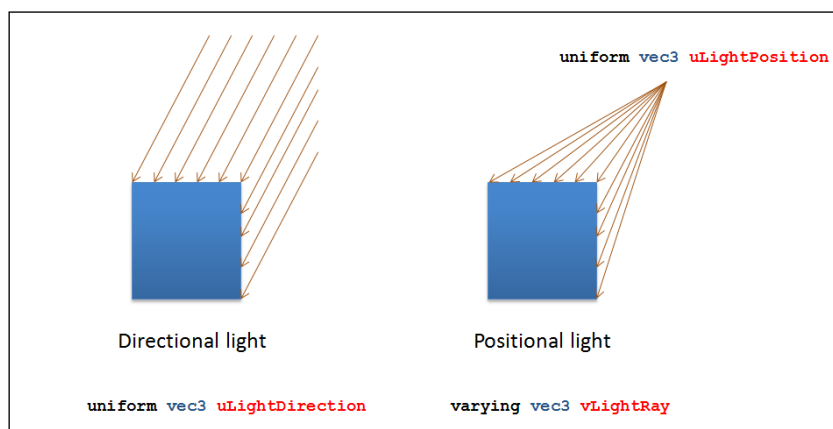 uniform vec3 uLightPosition
Directional light
Positional light
uniform vec3 uLightDirection
varying vec3 vLightRay